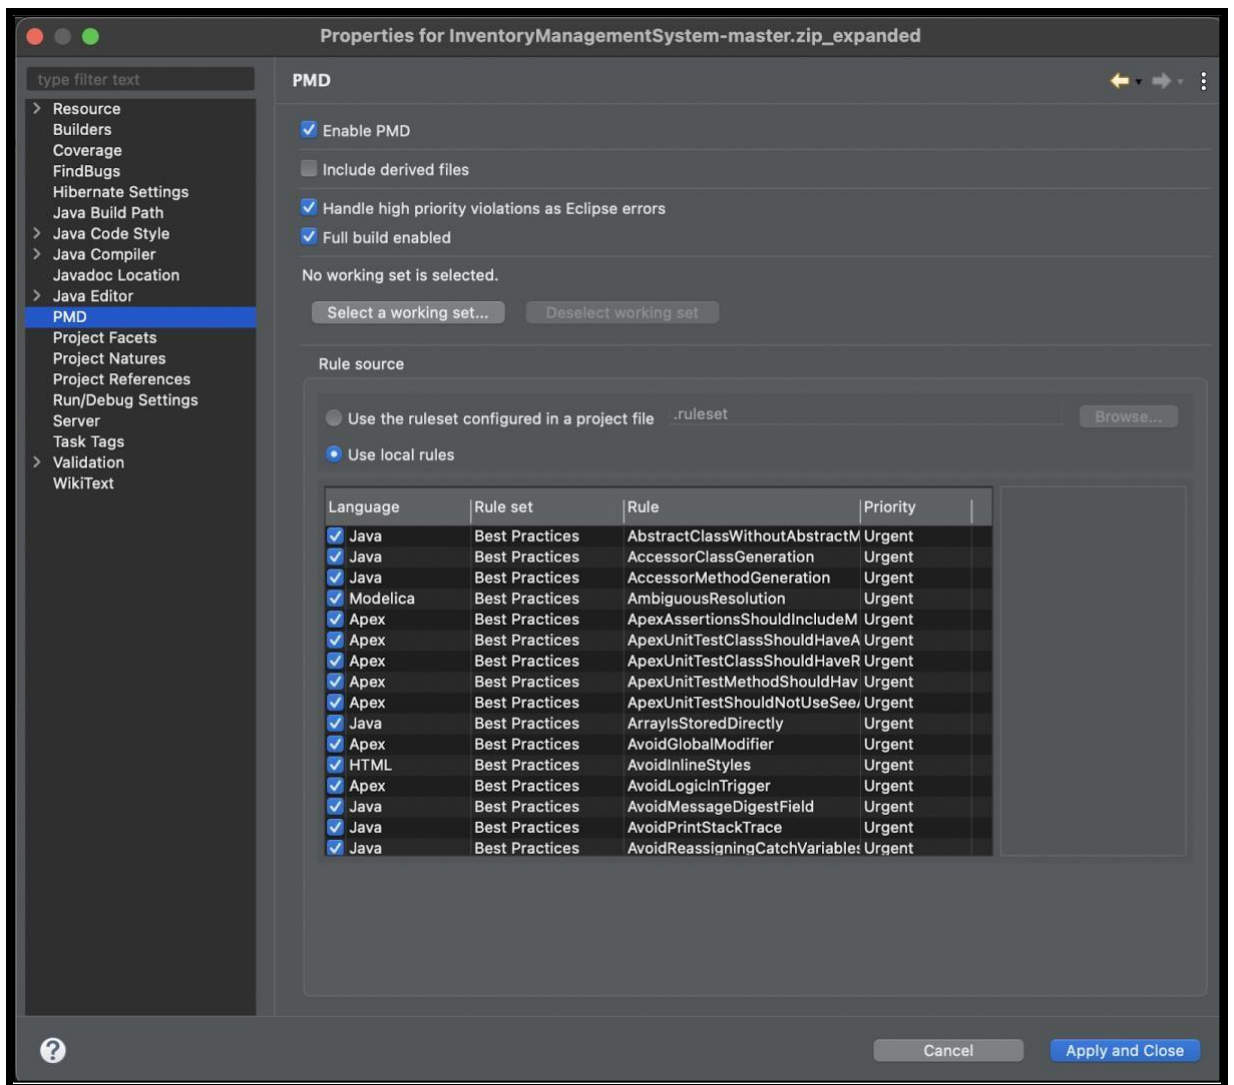 Properties for InventoryManagementSystem-master.zip_expanded
type filter text
Resource
Builders
Coverage
FindBugs
Hibernate Settings
Java Build Path
Java Code Style
Java Compiler
Javadoc Location
Java Editor
PMD
Project Facets
Project Natures
Project References
Run/Debug Settings
Server
Task Tags
Validation
WikiText
PMD
Enable PMD
Include derived files
Handle high priority violations as Eclipse errors
Full build enabled
No working set is selected.
Select a working set... Deselect working set
Rule source
Use the ruleset configured in a project file .ruleset Browse...
Use local rules
Language Rule set Rule Priority
Java Best Practices AbstractClassWithoutAbstractM Urgent
Java Best Practices AccessorClassGeneration Urgent
Java Best Practices AccessorMethodGeneration Urgent
Modelica Best Practices AmbiguousResolution Urgent
Apex Best Practices ApexAssertionsShouldIncludeM Urgent
Apex Best Practices ApexUnitTestClassShouldHaveA Urgent
Apex Best Practices ApexUnitTestClassShouldHaveR Urgent
Apex Best Practices ApexUnitTestMethodShouldHav Urgent
Apex Best Practices ApexUnitTestShouldNotUseSee Urgent
Java Best Practices ArrayIsStoredDirectly Urgent
Apex Best Practices AvoidGlobalModifier Urgent
HTML Best Practices AvoidInlineStyles Urgent
Apex Best Practices AvoidLogicInTrigger Urgent
Java Best Practices AvoidMessageDigestField Urgent
Java Best Practices AvoidPrintStackTrace Urgent
Java Best Practices AvoidReassigningCatchVariables Urgent
? Cancel Apply and Close